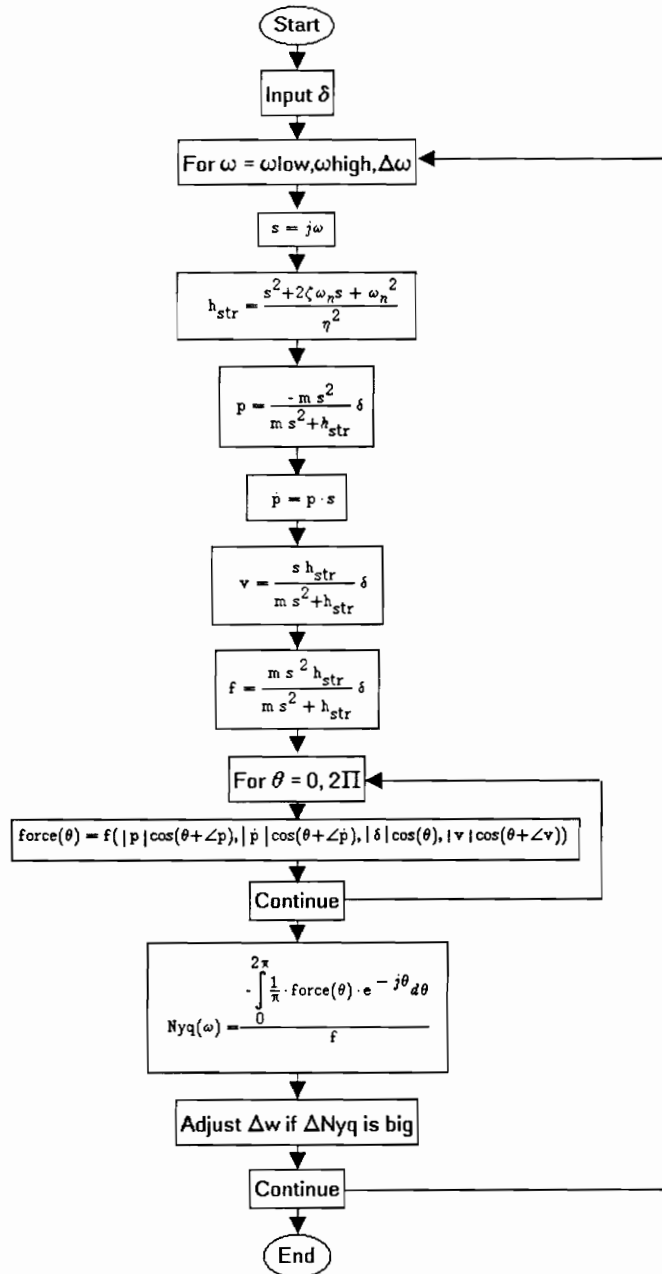 Start
Input δ
For ω = ωlow,ωhigh,Δω
s = jω
h_str = (s^2+2ζω_n s + ω_n^2) / η^2
p = (- m s^2) / (m s^2+h_str) δ
ṗ = p · s
v = (s h_str) / (m s^2+h_str) δ
f = (m s^2 h_str) / (m s^2 + h_str) δ
For θ = 0, 2Π
force(θ) = f(|p|cos(θ+∠p),|ṗ|cos(θ+∠ṗ),|δ|cos(θ),|v|cos(θ+∠v))
Continue
Nyq(ω) = (- ∫_0^2π 1/π · force(θ) · e^{- jθ} dθ) / f
Adjust Δw if ΔNyq is big
Continue
End